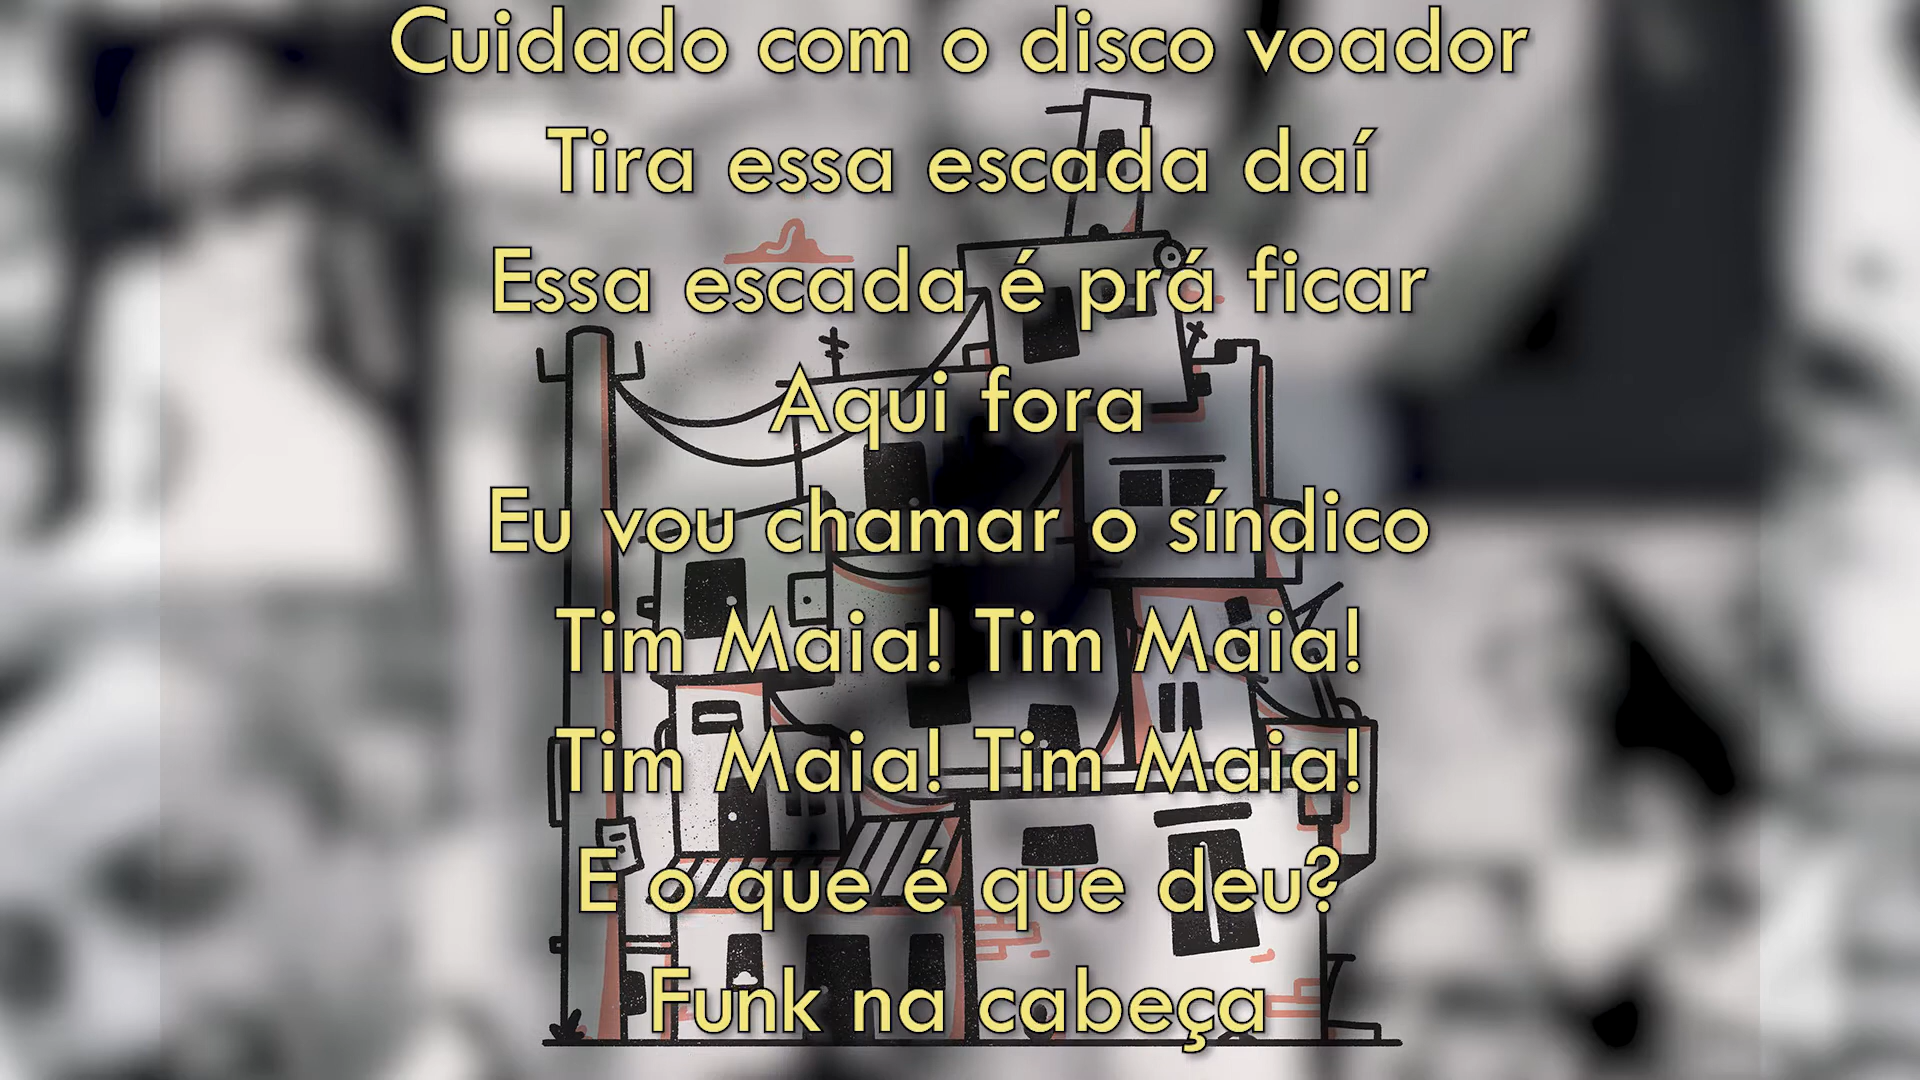 Cuidado com o disco voador
Tira essa escada daí
Essa escada é prá ficar
Aqui fora
Eu vou chamar o síndico
Tim Maia! Tim Maia!
Tim Maia! Tim Maia!
E o que é que deu?
Funk na cabeça